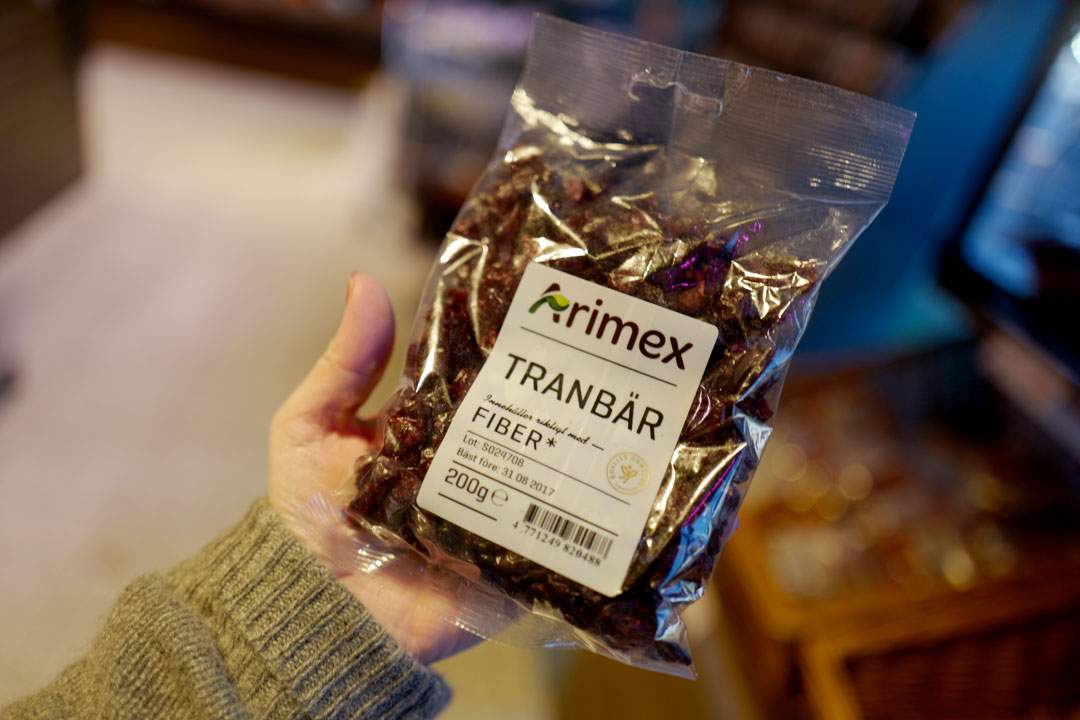 Arimex
TRANBÄR
Innehåller rikligt med
FIBER*
Lot: S024708
Bäst före: 31 08 2017
200g ℮
4 771249 820488